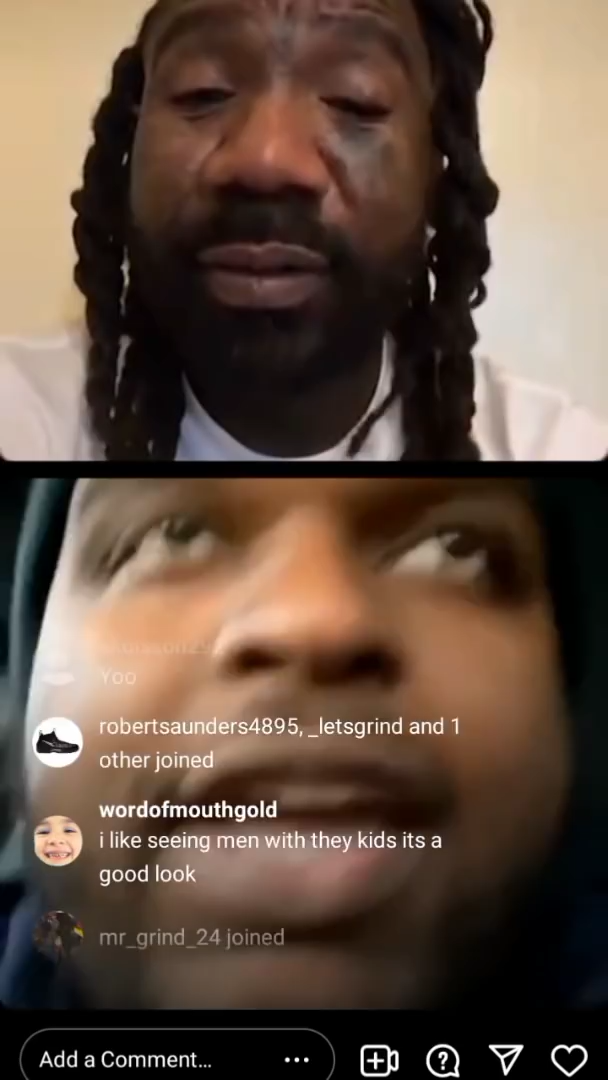 Yoo
robertsaunders4895, _letsgrind and 1
other joined
wordofmouthgold
i like seeing men with they kids its a
good look
mr_grind_24 joined
Add a Comment...